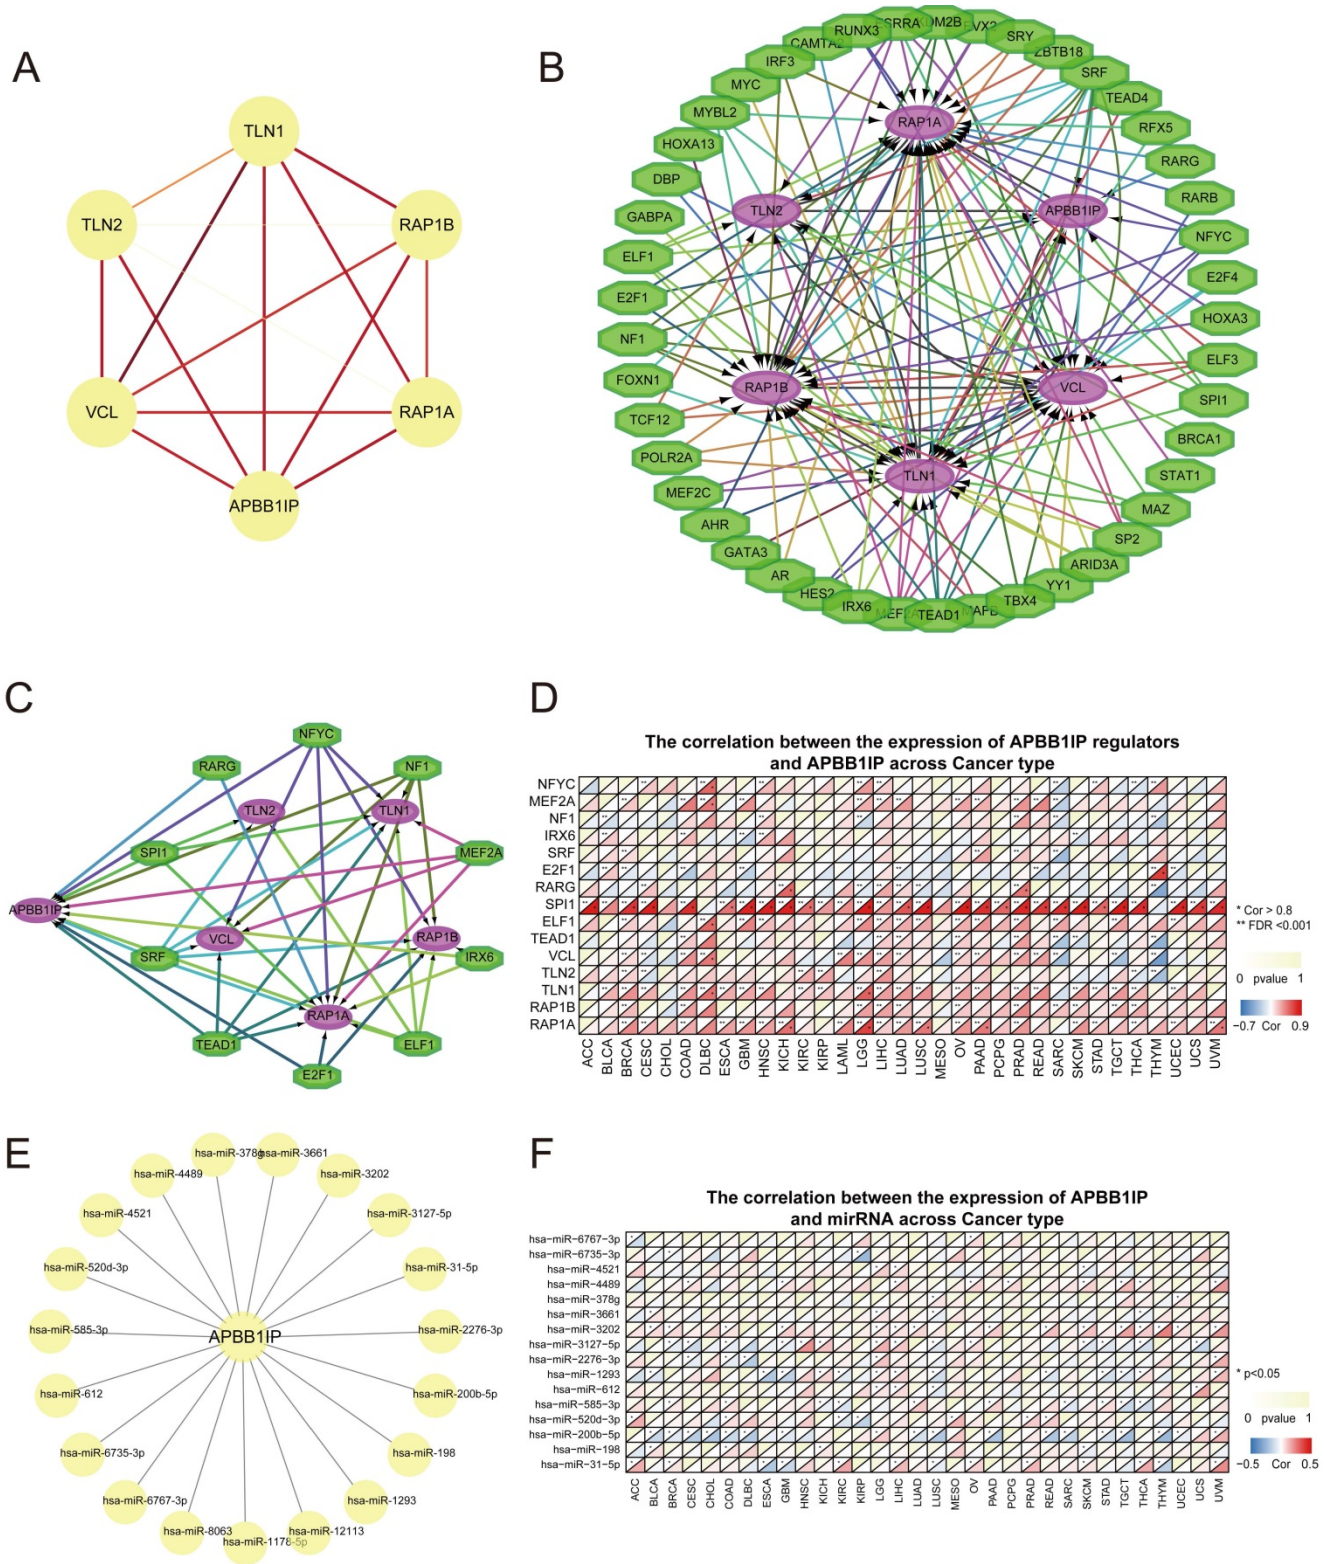 A
TLN1
TLN2
RAP1B
VCL
RAP1A
APBB1IP
B
RUNX3
ESRRA
KDM2B
EVX2
SRY
ZBTB18
SRF
TEAD4
RFX5
RARG
RARB
NFYC
E2F4
HOXA3
ELF3
SPI1
BRCA1
STAT1
MAZ
SP2
ARID3A
YY1
TBX4
MAFB
TEAD1
MEF2A
IRX6
HES2
AR
GATA3
AHR
MEF2C
POLR2A
TCF12
FOXN1
NF1
E2F1
ELF1
GABPA
DBP
HOXA13
MYBL2
MYC
IRF3
CAMTA2
RAP1A
TLN2
APBB1IP
RAP1B
VCL
TLN1
C
NFYC
RARG
NF1
TLN2
TLN1
SPI1
MEF2A
APBB1IP
VCL
RAP1B
SRF
IRX6
RAP1A
TEAD1
ELF1
E2F1
D
The correlation between the expression of APBB1IP regulators
and APBB1IP across Cancer type
NFYC
MEF2A
NF1
IRX6
SRF
E2F1
RARG
SPI1
ELF1
TEAD1
VCL
TLN2
TLN1
RAP1B
RAP1A
ACC
BLCA
BRCA
CESC
CHOL
COAD
DLBC
ESCA
GBM
HNSC
KICH
KIRC
KIRP
LAML
LGG
LIHC
LUAD
LUSC
MESO
OV
PAAD
PCPG
PRAD
READ
SARC
SKCM
STAD
TGCT
THCA
THYM
UCEC
UCS
UVM
* Cor > 0.8
** FDR <0.001
0 pvalue 1
−0.7 Cor 0.9
E
hsa-miR-378g
hsa-miR-3661
hsa-miR-4489
hsa-miR-3202
hsa-miR-4521
hsa-miR-3127-5p
hsa-miR-520d-3p
hsa-miR-31-5p
hsa-miR-585-3p
APBB1IP
hsa-miR-2276-3p
hsa-miR-612
hsa-miR-200b-5p
hsa-miR-6735-3p
hsa-miR-198
hsa-miR-6767-3p
hsa-miR-1293
hsa-miR-8063
hsa-miR-12113
hsa-miR-1178-5p
F
The correlation between the expression of APBB1IP
and mirRNA across Cancer type
hsa−miR−6767−3p
hsa−miR−6735−3p
hsa−miR−4521
hsa−miR−4489
hsa−miR−378g
hsa−miR−3661
hsa−miR−3202
hsa−miR−3127−5p
hsa−miR−2276−3p
hsa−miR−1293
hsa−miR−612
hsa−miR−585−3p
hsa−miR−520d−3p
hsa−miR−200b−5p
hsa−miR−198
hsa−miR−31−5p
ACC
BLCA
BRCA
CESC
CHOL
COAD
DLBC
ESCA
GBM
HNSC
KICH
KIRC
KIRP
LGG
LIHC
LUAD
LUSC
MESO
OV
PAAD
PCPG
PRAD
READ
SARC
SKCM
STAD
TGCT
THCA
THYM
UCEC
UCS
UVM
* p<0.05
0 pvalue 1
−0.5 Cor 0.5